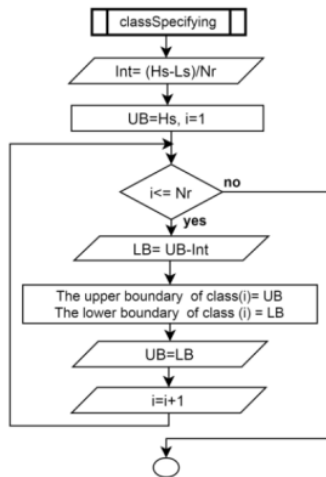 classSpecifying
Int= (Hs-Ls)/Nr
UB=Hs, i=1
i<= Nr
no
yes
LB= UB-Int
The upper boundary of class(i)= UB
The lower boundary of class (i) = LB
UB=LB
i=i+1